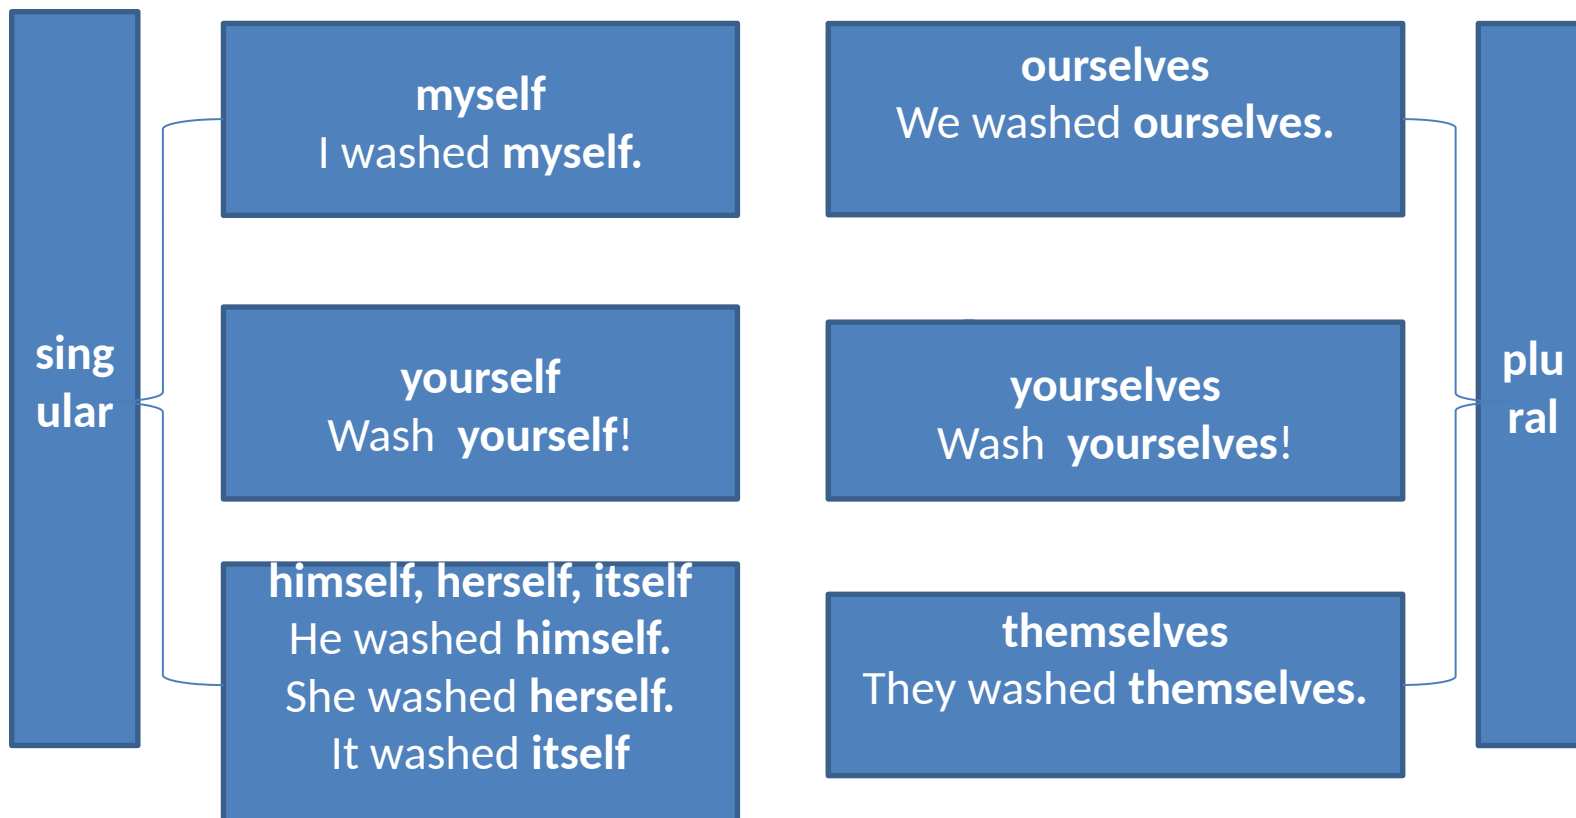 sing
ular
myself
I washed myself.
yourself
Wash  yourself!
himself, herself, itself
He washed himself.
She washed herself.
It washed itself
ourselves
We washed ourselves.
yourselves
Wash  yourselves!
themselves
They washed themselves.
plu
ral